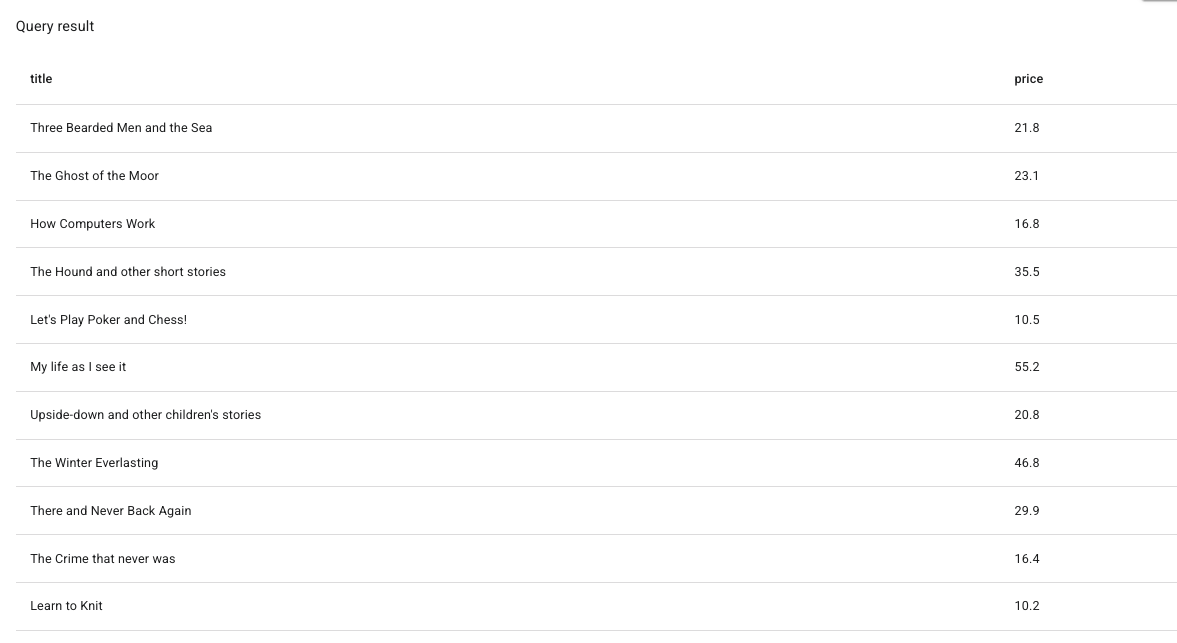 Query result
title price
Three Bearded Men and the Sea 21.8
The Ghost of the Moor 23.1
How Computers Work 16.8
The Hound and other short stories 35.5
Let's Play Poker and Chess! 10.5
My life as I see it 55.2
Upside-down and other children's stories 20.8
The Winter Everlasting 46.8
There and Never Back Again 29.9
The Crime that never was 16.4
Learn to Knit 10.2